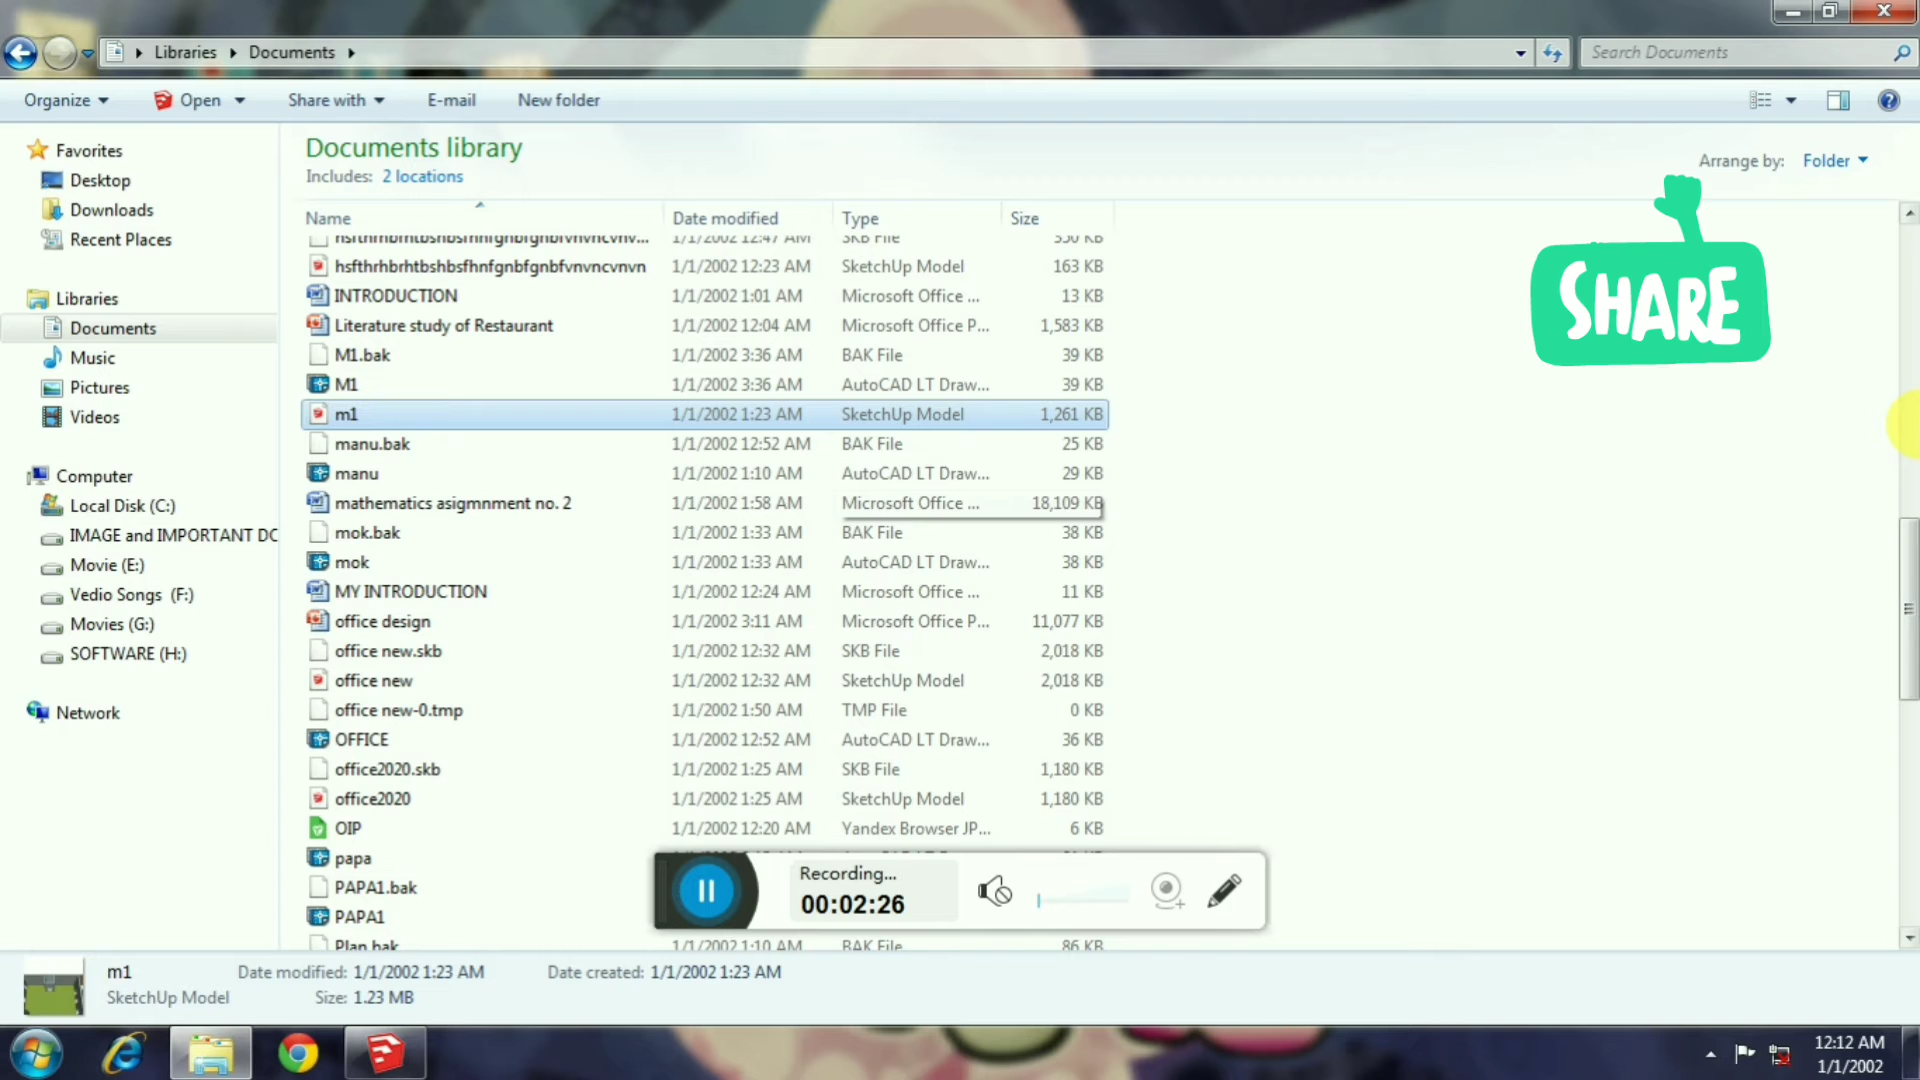 Libraries Documents
Search Documents
Organize Open Share with E-mail New folder
Documents library
Includes: 2 locations
Arrange by: Folder
SHARE
Favorites
Desktop
Downloads
Recent Places
Libraries
Documents
Music
Pictures
Videos
Computer
Local Disk (C:)
IMAGE and IMPORTANT DC
Movie (E:)
Vedio Songs (F:)
Movies (G:)
SOFTWARE (H:)
Network
Name Date modified Type Size
1/1/2002 12:47 AM SKB File 350 KB
hsfthrhbrhtbshbsfhnfgnbfgnbfvnvncvnvn 1/1/2002 12:23 AM SketchUp Model 163 KB
INTRODUCTION 1/1/2002 1:01 AM Microsoft Office ... 13 KB
Literature study of Restaurant 1/1/2002 12:04 AM Microsoft Office P... 1,583 KB
M1.bak 1/1/2002 3:36 AM BAK File 39 KB
M1 1/1/2002 3:36 AM AutoCAD LT Draw... 39 KB
m1 1/1/2002 1:23 AM SketchUp Model 1,261 KB
manu.bak 1/1/2002 12:52 AM BAK File 25 KB
manu 1/1/2002 1:10 AM AutoCAD LT Draw... 29 KB
mathematics asigmnment no. 2 1/1/2002 1:58 AM Microsoft Office ... 18,109 KB
mok.bak 1/1/2002 1:33 AM BAK File 38 KB
mok 1/1/2002 1:33 AM AutoCAD LT Draw... 38 KB
MY INTRODUCTION 1/1/2002 12:24 AM Microsoft Office ... 11 KB
office design 1/1/2002 3:11 AM Microsoft Office P... 11,077 KB
office new.skb 1/1/2002 12:32 AM SKB File 2,018 KB
office new 1/1/2002 12:32 AM SketchUp Model 2,018 KB
office new-0.tmp 1/1/2002 1:50 AM TMP File 0 KB
OFFICE 1/1/2002 12:52 AM AutoCAD LT Draw... 36 KB
office2020.skb 1/1/2002 1:25 AM SKB File 1,180 KB
office2020 1/1/2002 1:25 AM SketchUp Model 1,180 KB
OIP 1/1/2002 12:20 AM Yandex Browser JP... 6 KB
papa
PAPA1.bak
PAPA1
Plan.bak 1/1/2002 1:10 AM BAK File 86 KB
Recording...
00:02:26
m1 Date modified: 1/1/2002 1:23 AM Date created: 1/1/2002 1:23 AM
SketchUp Model Size: 1.23 MB
12:12 AM
1/1/2002